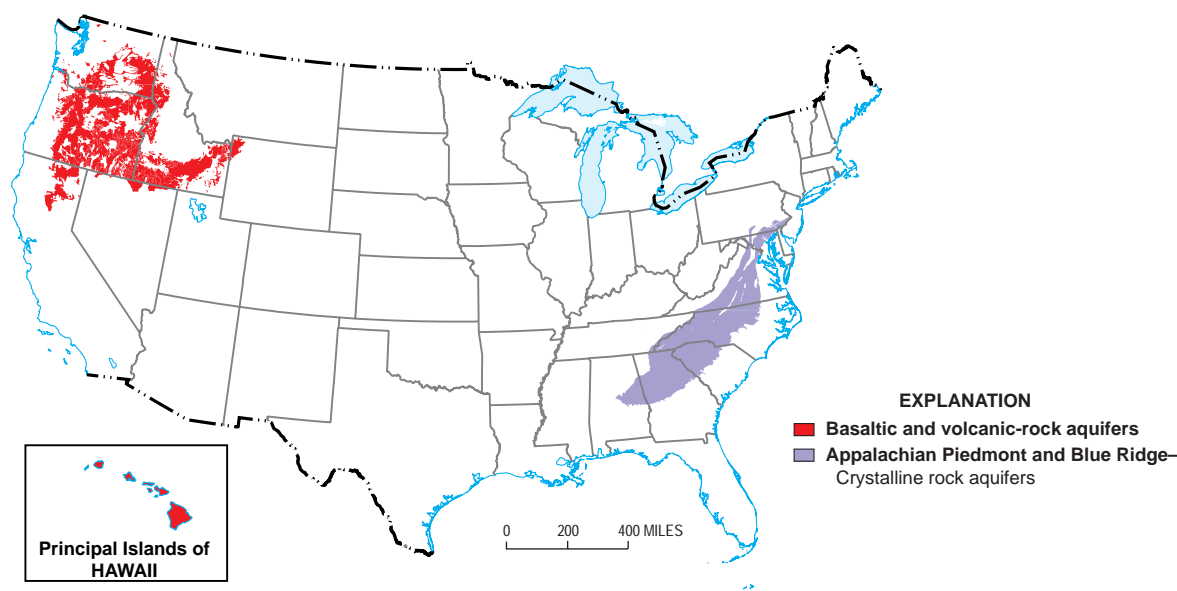 EXPLANATION
Basaltic and volcanic-rock aquifers
Appalachian Piedmont and Blue Ridge–
Crystalline rock aquifers
0 200 400 MILES
Principal Islands of
HAWAII